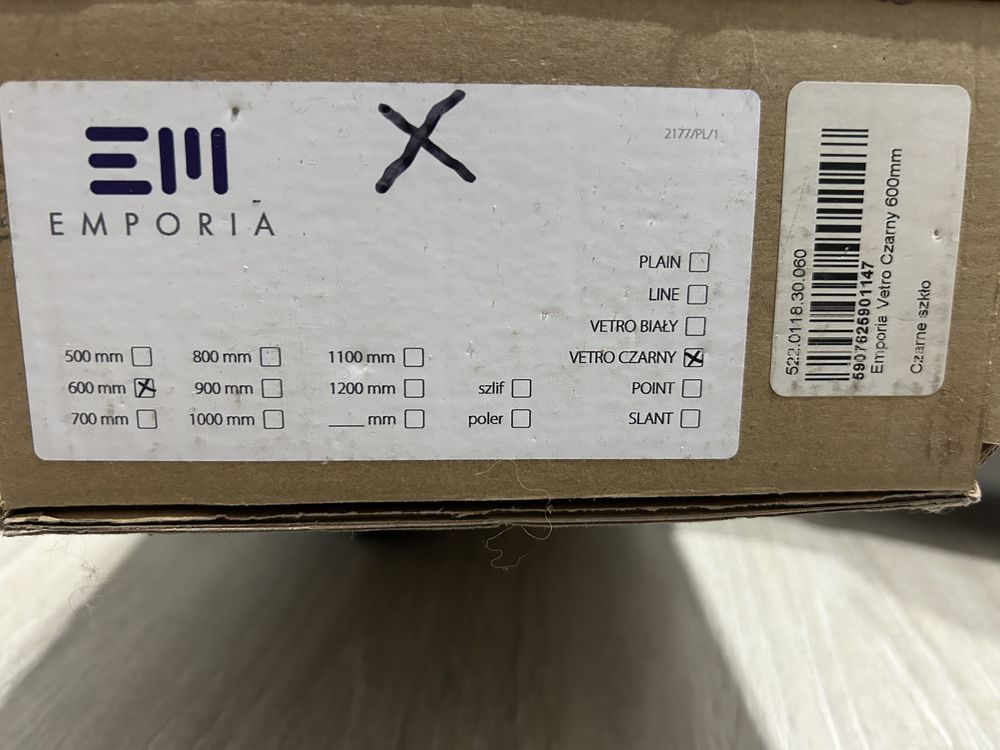 EM
EMPORIA
2177/PL/1
PLAIN
LINE
VETRO BIAŁY
500 mm 800 mm 1100 mm VETRO CZARNY
600 mm 900 mm 1200 mm szlif POINT
700 mm 1000 mm ____ mm poler SLANT
522.0118.30.060
5907625901147
Emporia Vetro Czarny 600mm
Czarne szkło